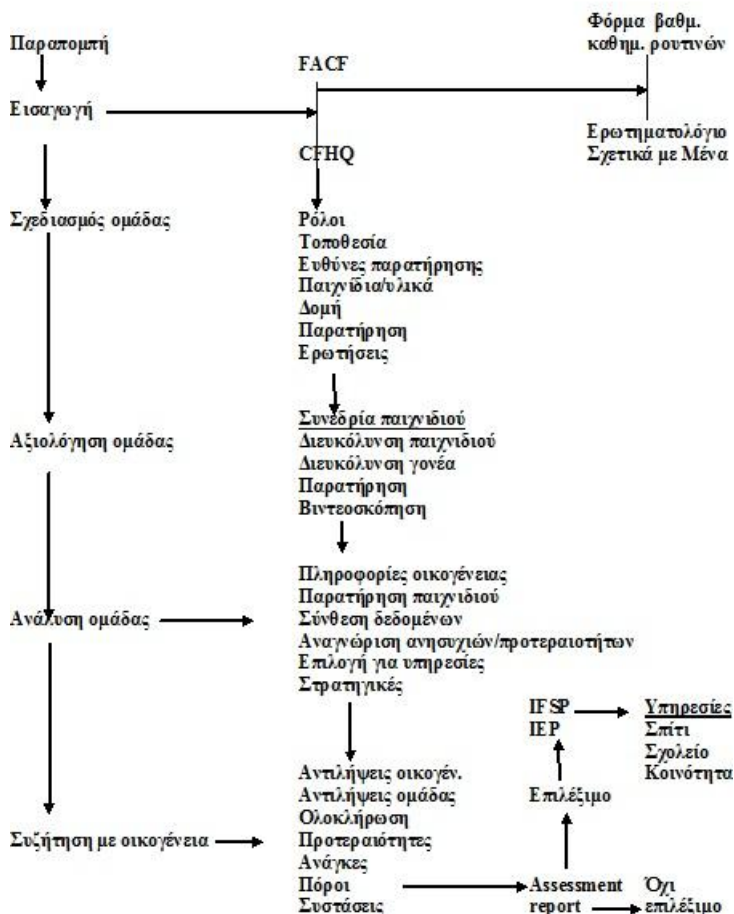 Φόρμα βαθμ.
καθημ. ρουτινών
Παραπομπή
FACF
Εισαγωγή
Ερωτηματολόγιο
Σχετικά με Μένα
CFHQ
Σχεδιασμός ομάδας
Ρόλοι
Τοποθεσία
Ευθύνες παρατήρησης
Παιχνίδια/υλικά
Δομή
Παρατήρηση
Ερωτήσεις
Συνεδρία παιχνιδιού
Αξιολόγηση ομάδας
Διευκόλυνση παιχνιδιού
Διευκόλυνση γονέα
Παρατήρηση
Βιντεοσκόπηση
Πληροφορίες οικογένειας
Παρατήρηση παιχνιδιού
Ανάλυση ομάδας
Σύνθεση δεδομένων
Αναγνώριση ανησυχιών/προτεραιοτήτων
Επιλογή για υπηρεσίες
Στρατηγικές
IFSP
IEP
Υπηρεσίες
Σπίτι
Σχολείο
Κοινότητα
Αντιλήψεις οικογέν.
Αντιλήψεις ομάδας
Ολοκλήρωση
Επιλέξιμο
Συζήτηση με οικογένεια
Προτεραιότητες
Ανάγκες
Πόροι
Συστάσεις
Assessment
report
Όχι
επιλέξιμο